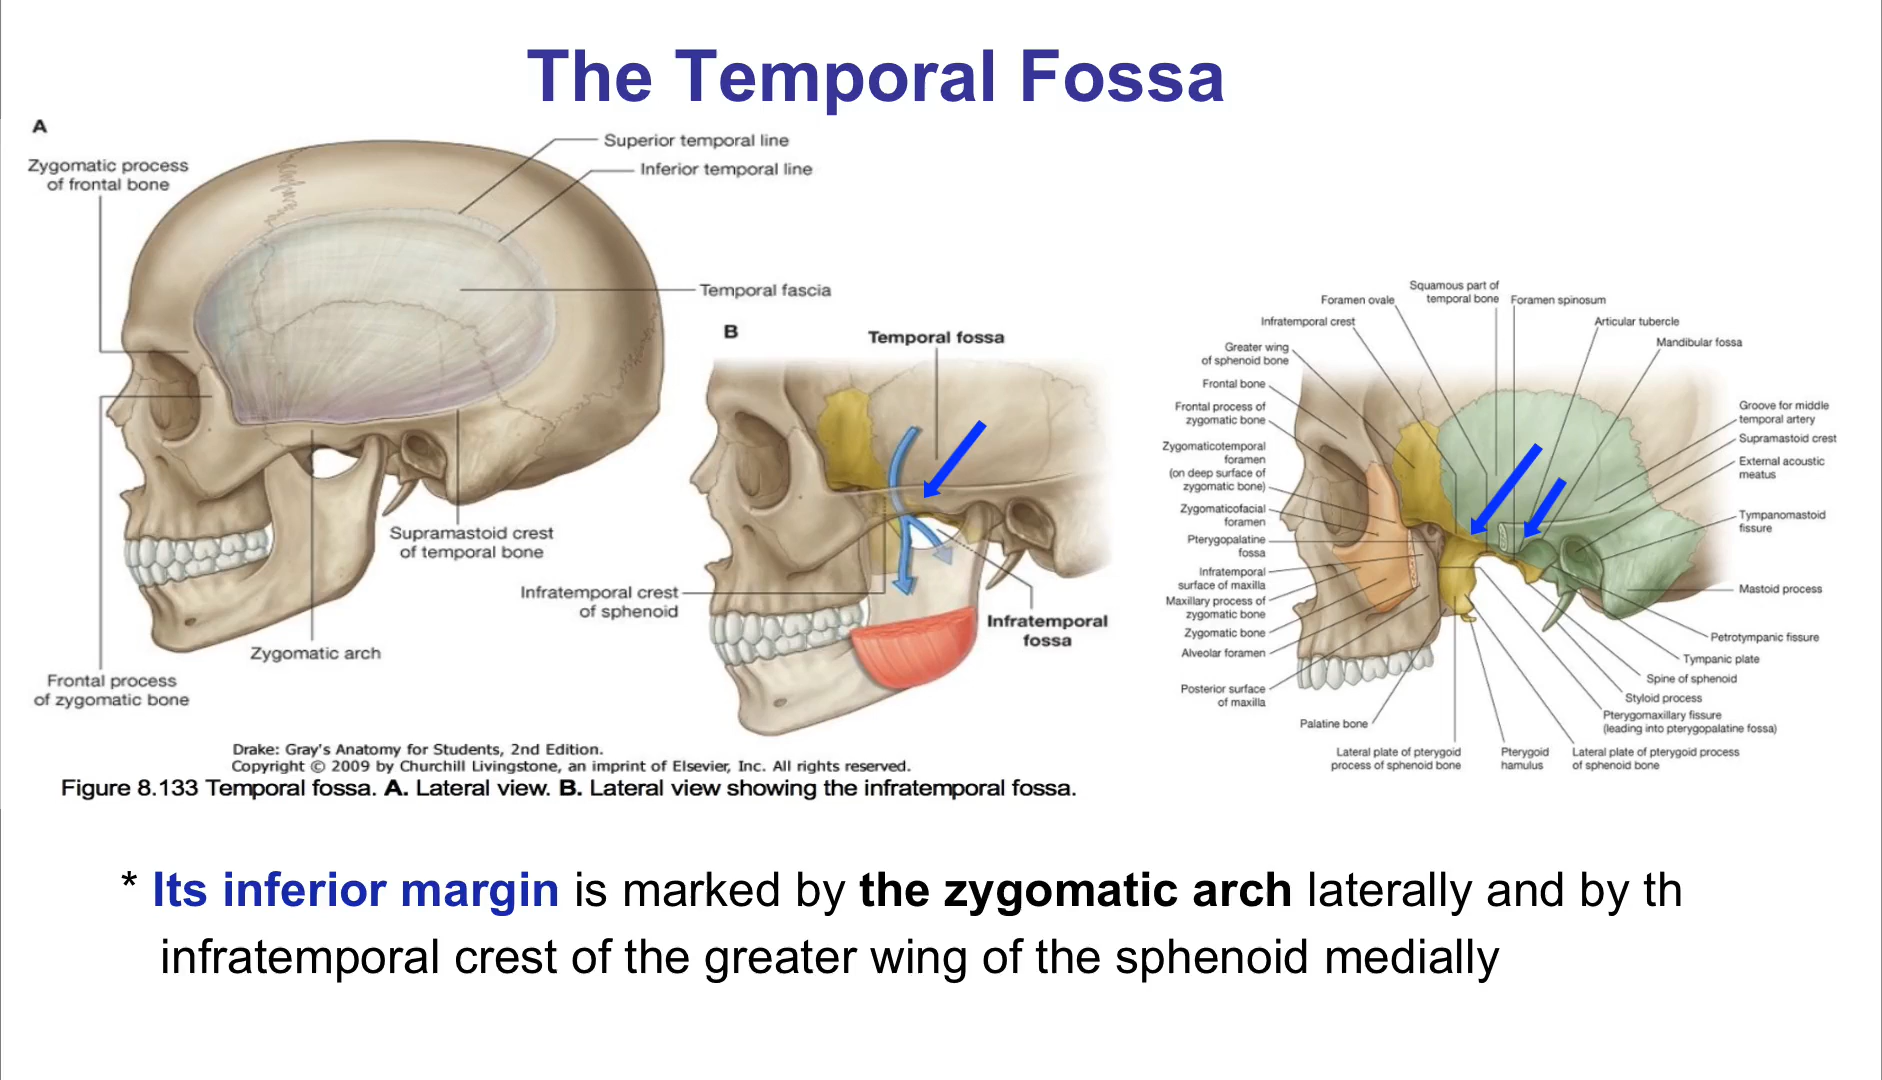 The Temporal Fossa
A
Zygomatic process
of frontal bone
Superior temporal line
Inferior temporal line
Temporal fascia
Supramastoid crest
of temporal bone
Zygomatic arch
Frontal process
of zygomatic bone
B
Temporal fossa
Infratemporal crest
of sphenoid
Infratemporal
fossa
Drake: Gray's Anatomy for Students, 2nd Edition.
Copyright © 2009 by Churchill Livingstone, an imprint of Elsevier, Inc. All rights reserved.
Figure 8.133 Temporal fossa. A. Lateral view. B. Lateral view showing the infratemporal fossa.
Squamous part of
temporal bone
Foramen ovale
Foramen spinosum
Infratemporal crest
Articular tubercle
Greater wing
of sphenoid bone
Mandibular fossa
Frontal bone
Frontal process of
zygomatic bone
Zygomaticotemporal
foramen
(on deep surface of
zygomatic bone)
Zygomaticofacial
foramen
Pterygopalatine
fossa
Infratemporal
surface of maxilla
Maxillary process of
zygomatic bone
Zygomatic bone
Alveolar foramen
Posterior surface
of maxilla
Palatine bone
Lateral plate of pterygoid
process of sphenoid bone
Pterygoid
hamulus
Lateral plate of pterygoid process
of sphenoid bone
Groove for middle
temporal artery
Supramastoid crest
External acoustic
meatus
Tympanomastoid
fissure
Mastoid process
Petrotympanic fissure
Tympanic plate
Spine of sphenoid
Styloid process
Pterygomaxillary fissure
(leading into pterygopalatine fossa)
* Its inferior margin is marked by the zygomatic arch laterally and by th
infratemporal crest of the greater wing of the sphenoid medially